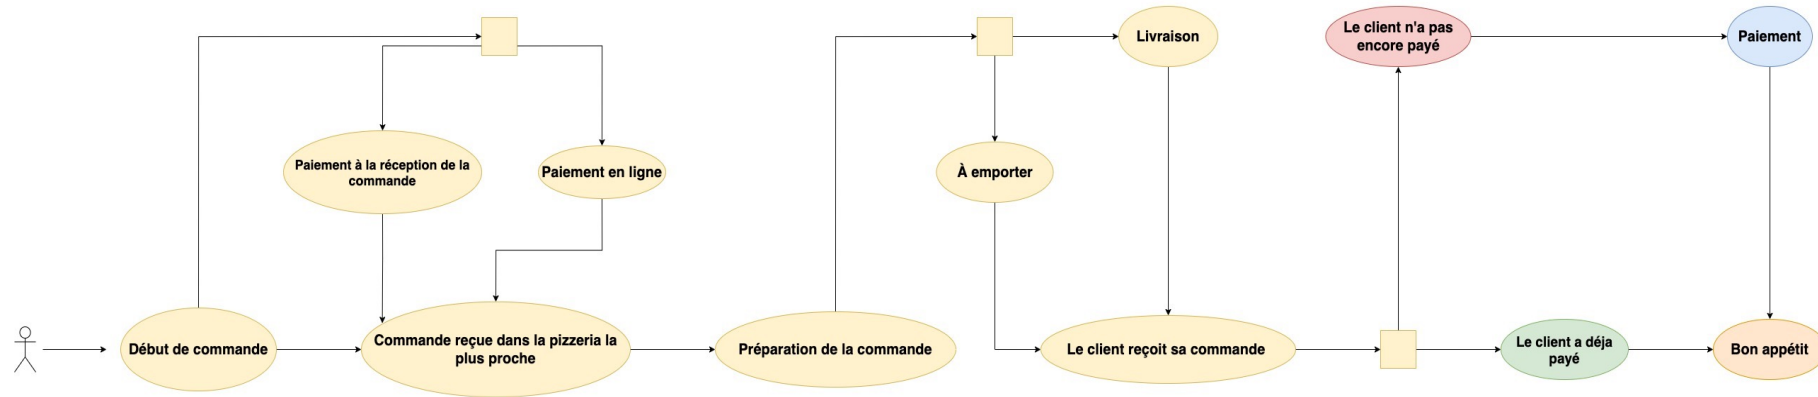 Livraison
Le client n'a pas
encore payé
Paiement
Paiement à la réception de la
commande
Paiement en ligne
À emporter
Début de commande
Commande reçue dans la pizzeria la
plus proche
Préparation de la commande
Le client reçoit sa commande
Le client a déja
payé
Bon appétit